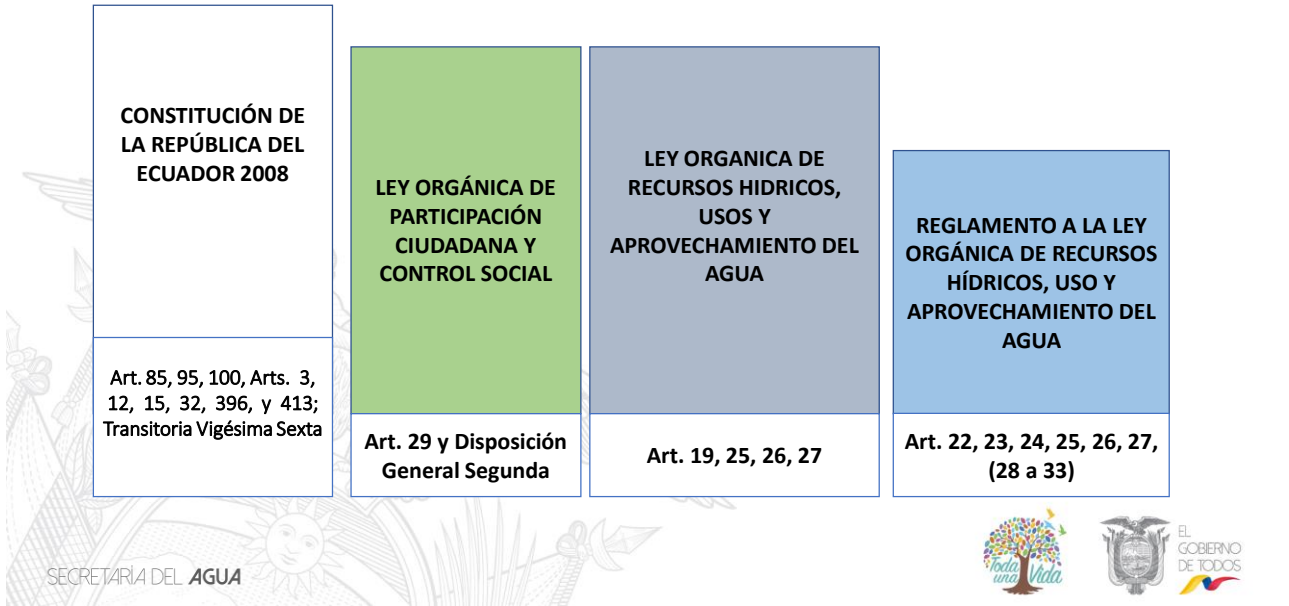 CONSTITUCIÓN DE
LA REPÚBLICA DEL
ECUADOR 2008
Art. 85, 95, 100, Arts. 3,
12, 15, 32, 396, y 413;
Transitoria Vigésima Sexta
LEY ORGÁNICA DE
PARTICIPACIÓN
CIUDADANA Y
CONTROL SOCIAL
Art. 29 y Disposición
General Segunda
LEY ORGANICA DE
RECURSOS HIDRICOS,
USOS Y
APROVECHAMIENTO DEL
AGUA
Art. 19, 25, 26, 27
REGLAMENTO A LA LEY
ORGÁNICA DE RECURSOS
HÍDRICOS, USO Y
APROVECHAMIENTO DEL
AGUA
Art. 22, 23, 24, 25, 26, 27,
(28 a 33)
SECRETARÍA DEL AGUA
Toda
una Vida
EL
GOBIERNO
DE TODOS